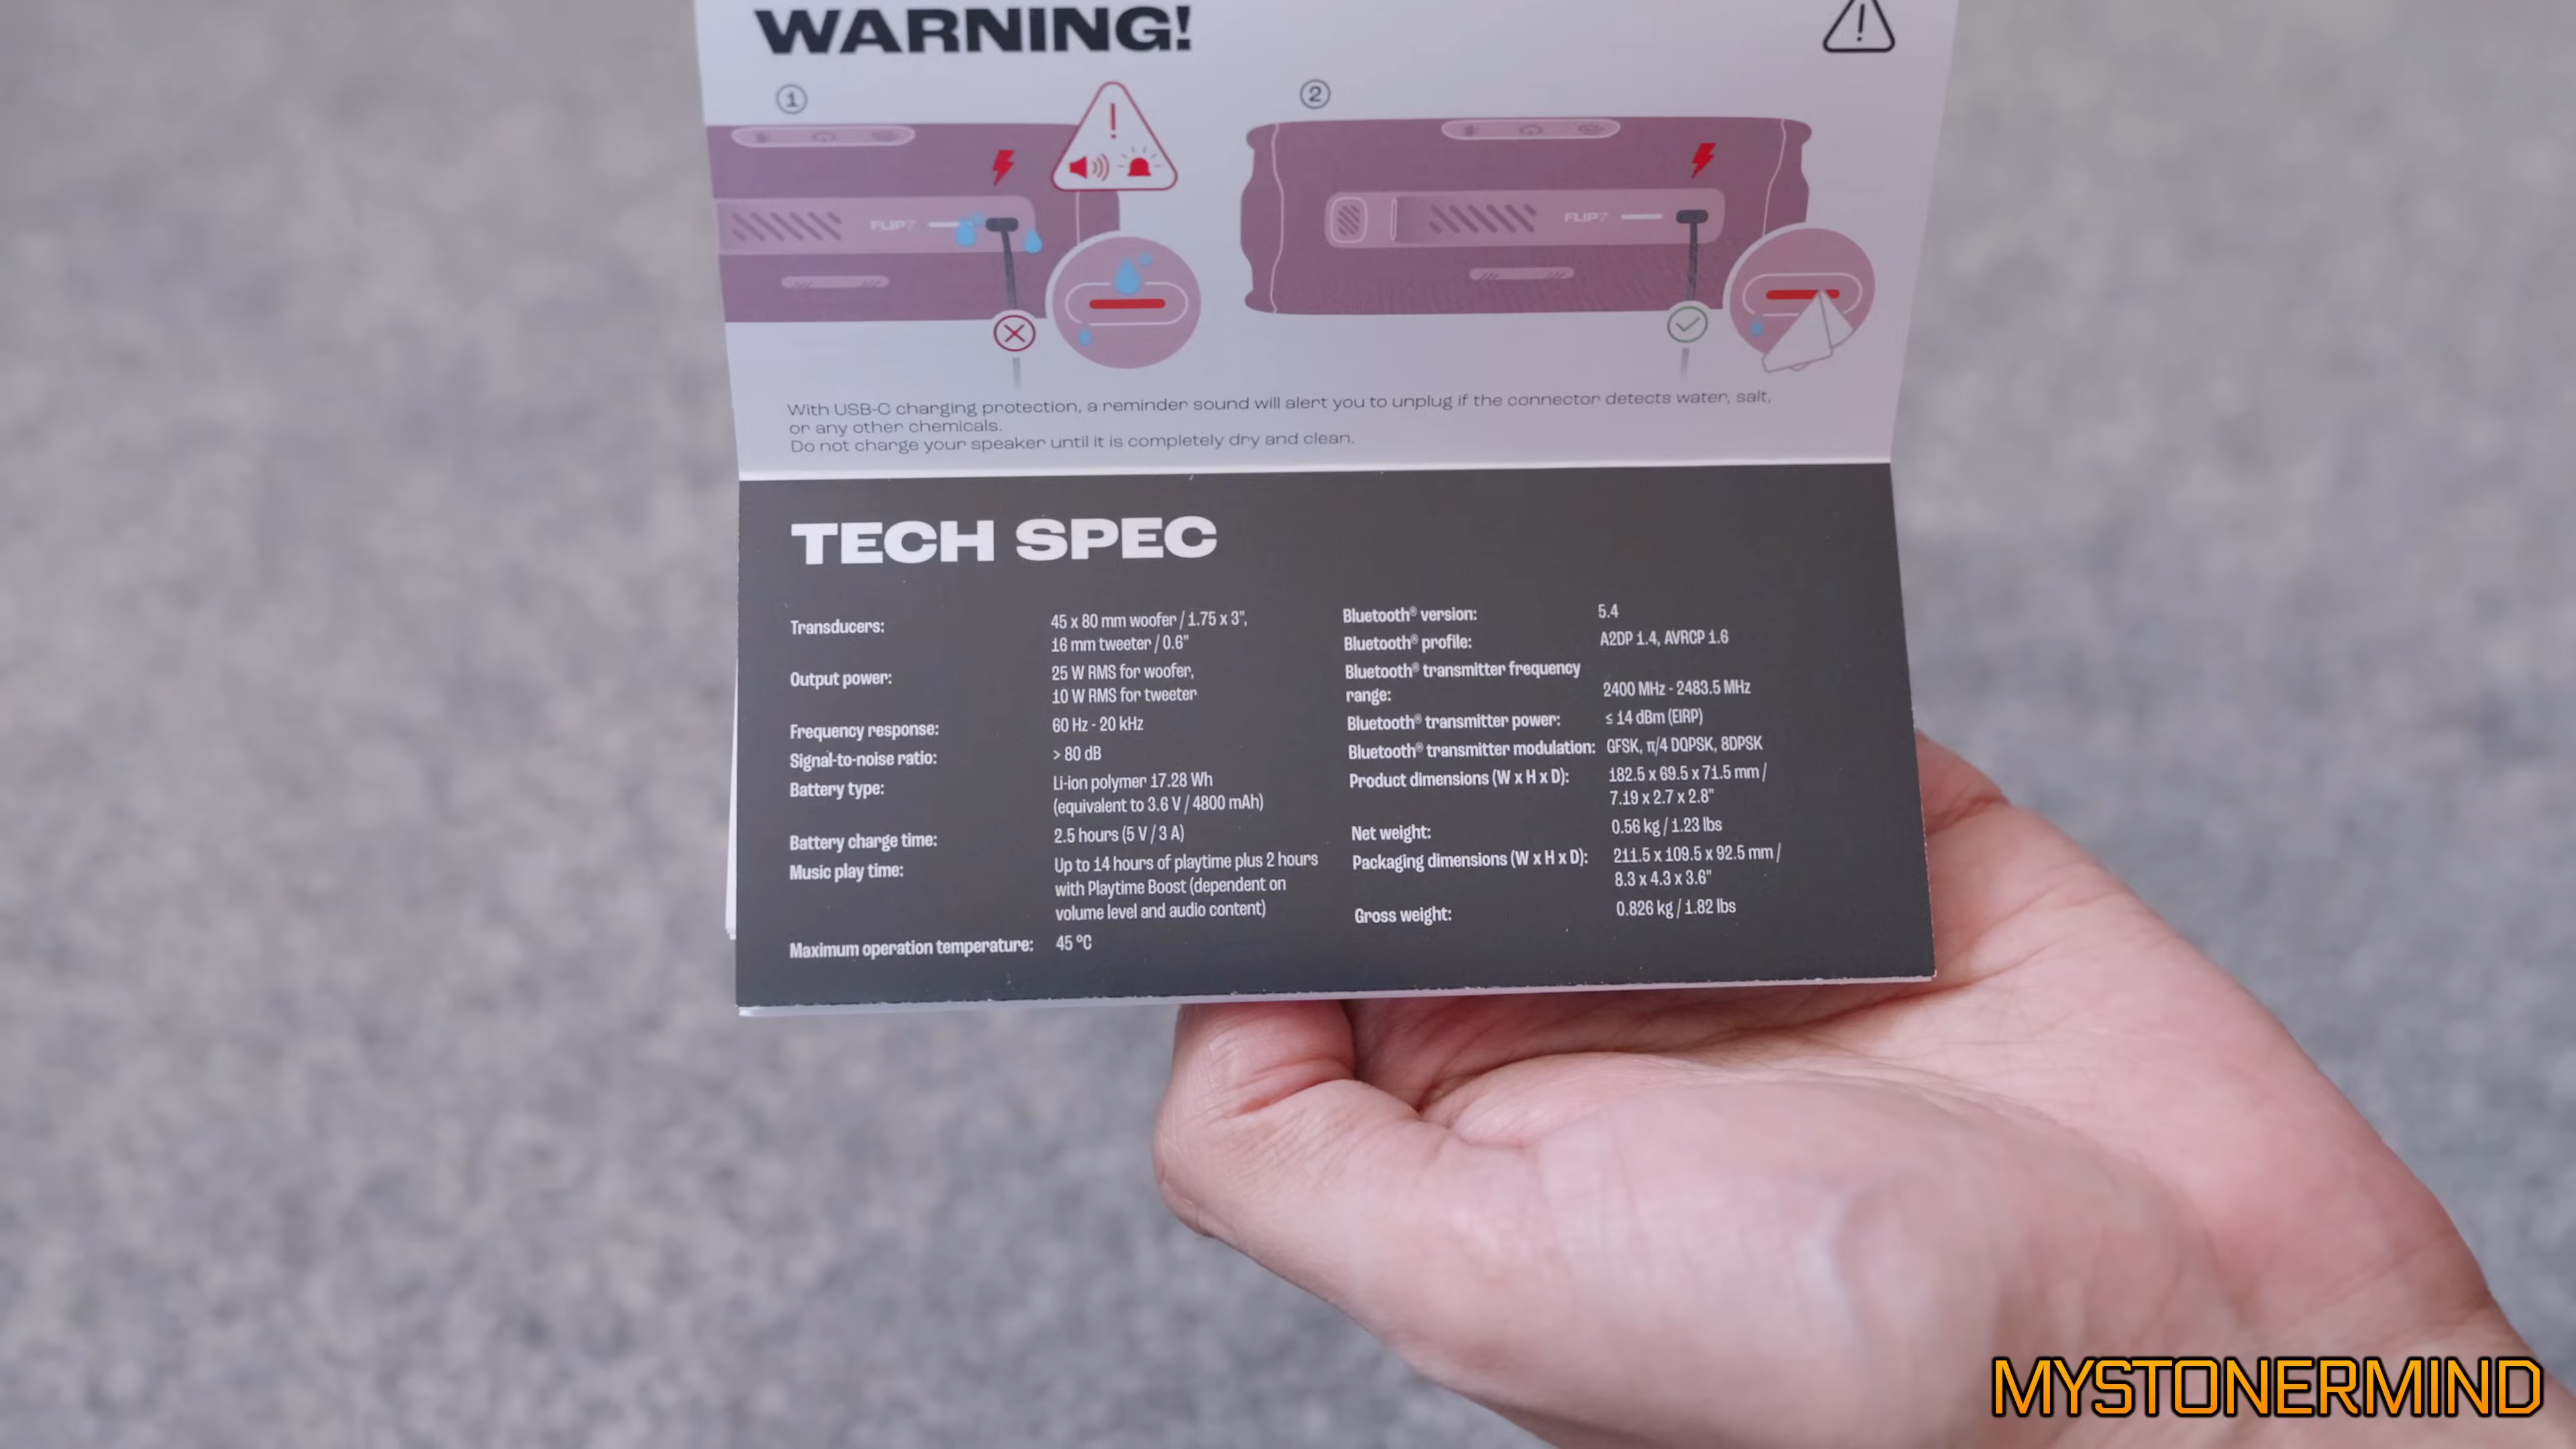 WARNING!
1
2
FLIP7
FLIP7
With USB-C charging protection, a reminder sound will alert you to unplug if the connector detects water, salt,
or any other chemicals.
Do not charge your speaker until it is completely dry and clean.
TECH SPEC
Transducers: 45 x 80 mm woofer / 1.75 x 3",
16 mm tweeter / 0.6"
Output power: 25 W RMS for woofer,
10 W RMS for tweeter
Frequency response: 60 Hz - 20 kHz
Signal-to-noise ratio: > 80 dB
Battery type: Li-ion polymer 17.28 Wh
(equivalent to 3.6 V / 4800 mAh)
Battery charge time: 2.5 hours (5 V / 3 A)
Music play time: Up to 14 hours of playtime plus 2 hours
with Playtime Boost (dependent on
volume level and audio content)
Maximum operation temperature: 45 °C
Bluetooth® version: 5.4
Bluetooth® profile: A2DP 1.4, AVRCP 1.6
Bluetooth® transmitter frequency
range: 2400 MHz - 2483.5 MHz
Bluetooth® transmitter power: ≤ 14 dBm (EIRP)
Bluetooth® transmitter modulation: GFSK, π/4 DQPSK, 8DPSK
Product dimensions (W x H x D): 182.5 x 69.5 x 71.5 mm /
7.19 x 2.7 x 2.8"
Net weight: 0.56 kg / 1.23 lbs
Packaging dimensions (W x H x D): 211.5 x 109.5 x 92.5 mm /
8.3 x 4.3 x 3.6"
Gross weight: 0.826 kg / 1.82 lbs
MYSTONERMIND